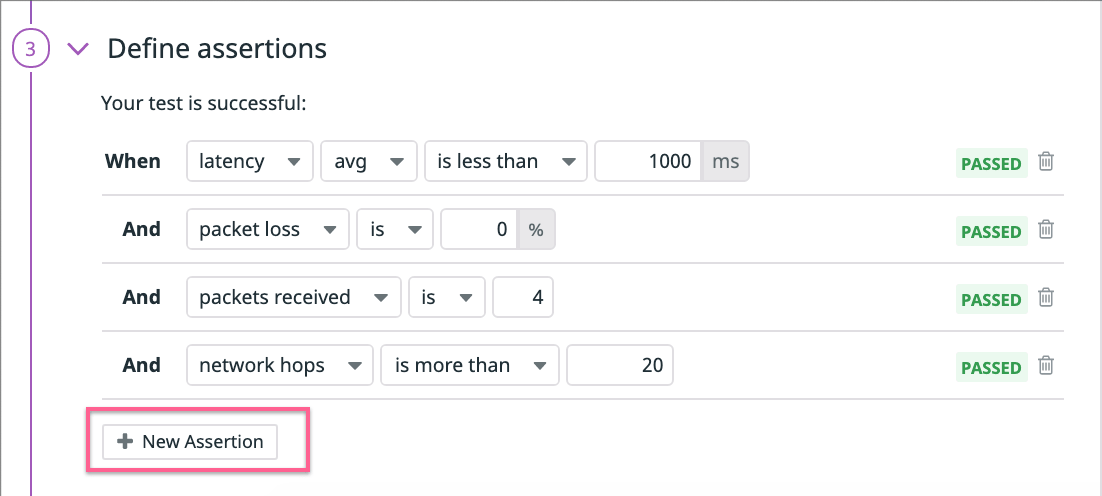 3 Define assertions
Your test is successful:
When latency avg is less than 1000 ms PASSED
And packet loss is 0 % PASSED
And packets received is 4 PASSED
And network hops is more than 20 PASSED
+ New Assertion